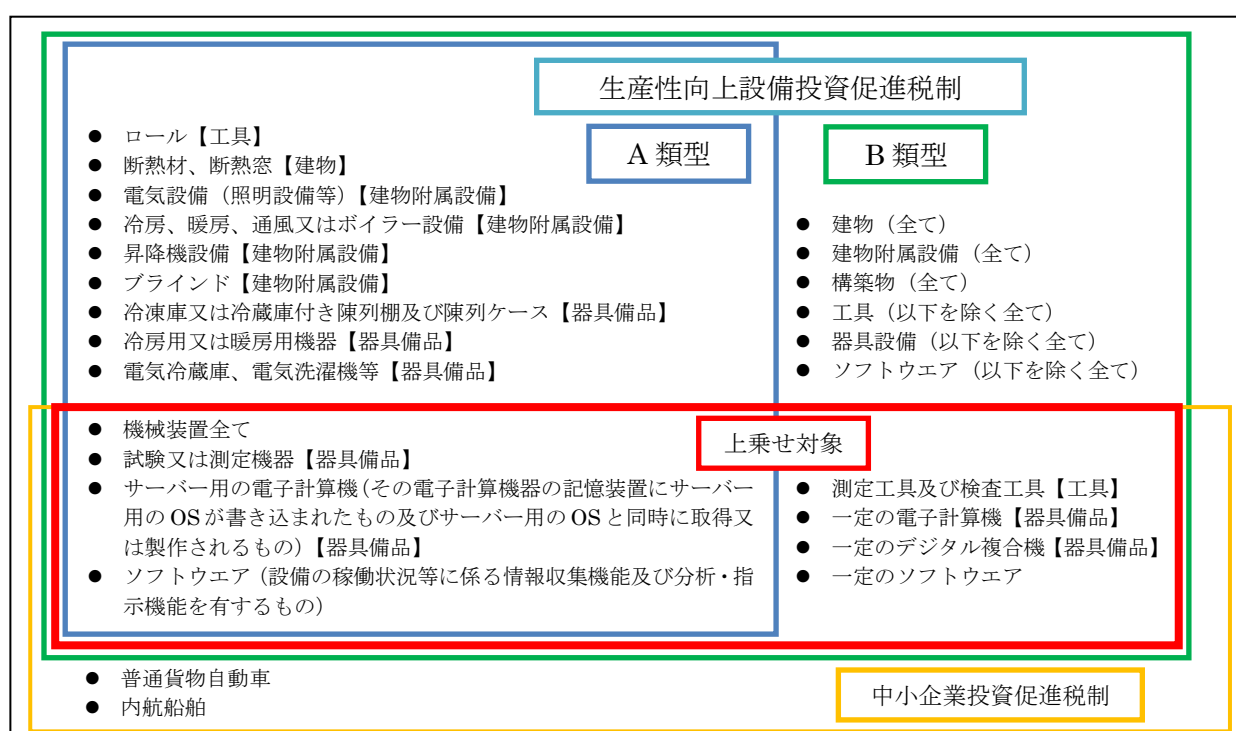 生産性向上設備投資促進税制
A 類型
B 類型
● ロール【工具】
● 断熱材、断熱窓【建物】
● 電気設備（照明設備等）【建物附属設備】
● 冷房、暖房、通風又はボイラー設備【建物附属設備】
● 昇降機設備【建物附属設備】
● ブラインド【建物附属設備】
● 冷凍庫又は冷蔵庫付き陳列棚及び陳列ケース【器具備品】
● 冷房用又は暖房用機器【器具備品】
● 電気冷蔵庫、電気洗濯機等【器具備品】
● 建物（全て）
● 建物附属設備（全て）
● 構築物（全て）
● 工具（以下を除く全て）
● 器具設備（以下を除く全て）
● ソフトウエア（以下を除く全て）
上乗せ対象
● 機械装置全て
● 試験又は測定機器【器具備品】
● サーバー用の電子計算機（その電子計算機器の記憶装置にサーバー
用の OS が書き込まれたもの及びサーバー用の OS と同時に取得又
は製作されるもの）【器具備品】
● ソフトウエア（設備の稼働状況等に係る情報収集機能及び分析・指
示機能を有するもの）
● 測定工具及び検査工具【工具】
● 一定の電子計算機【器具備品】
● 一定のデジタル複合機【器具備品】
● 一定のソフトウエア
● 普通貨物自動車
● 内航船舶
中小企業投資促進税制